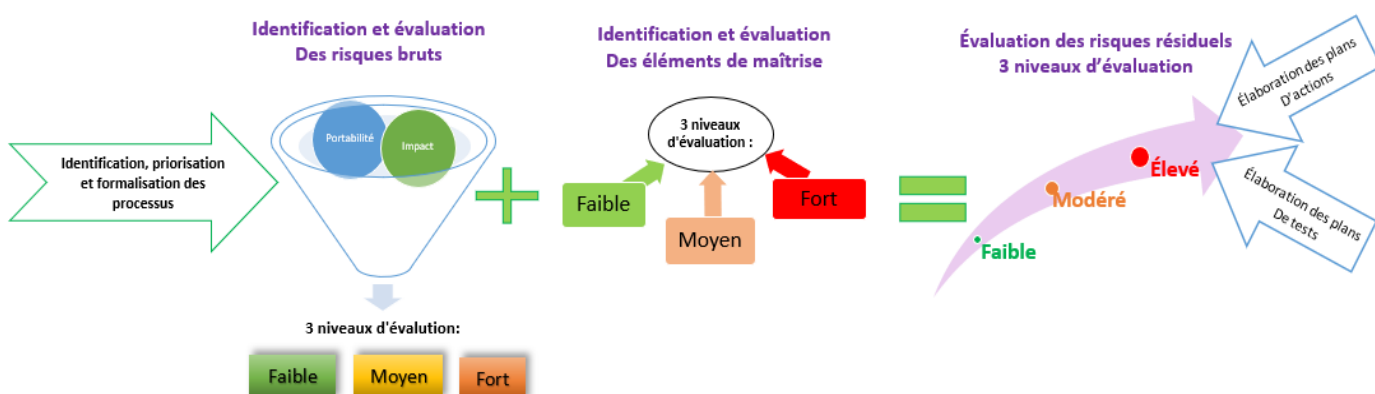 Identification, priorisation
et formalisation des
processus
Identification et évaluation
Des risques bruts
Portabilité
Impact
3 niveaux d'évalution:
Faible
Moyen
Fort
Identification et évaluation
Des éléments de maîtrise
3 niveaux
d'évaluation :
Faible
Moyen
Fort
Évaluation des risques résiduels
3 niveaux d’évaluation
Faible
Modéré
Élevé
Élaboration des plans
D'actions
Élaboration des plans
De tests